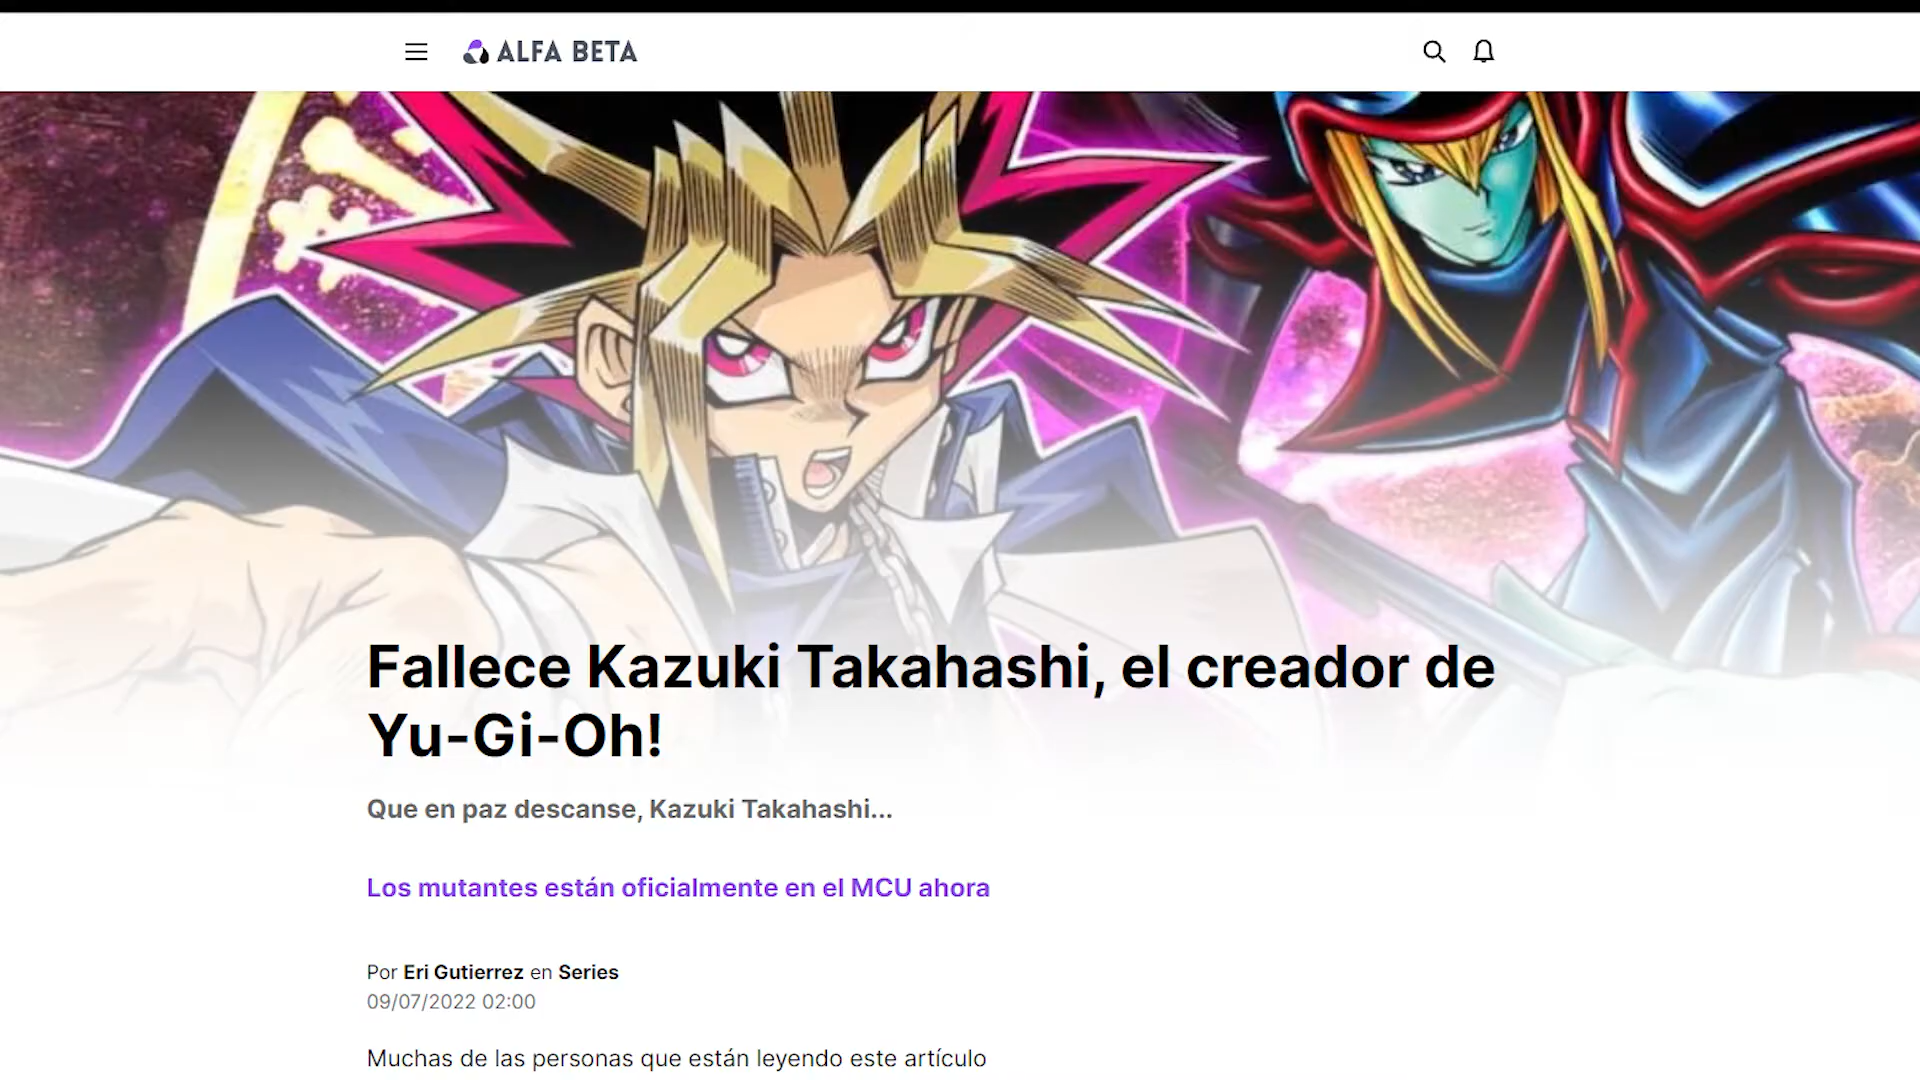 ALFA BETA
Fallece Kazuki Takahashi, el creador de
Yu-Gi-Oh!
Que en paz descanse, Kazuki Takahashi...
Los mutantes están oficialmente en el MCU ahora
Por Eri Gutierrez en Series
09/07/2022 02:00
Muchas de las personas que están leyendo este artículo